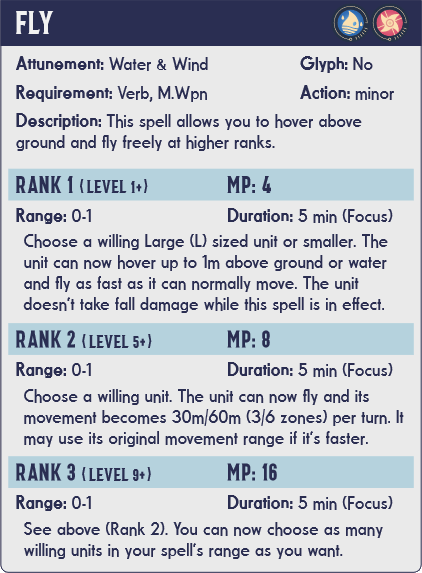 FLY
Attunement: Water & Wind Glyph: No
Requirement: Verb, M.Wpn Action: minor
Description: This spell allows you to hover above
ground and fly freely at higher ranks.
RANK 1 (LEVEL 1+) MP: 4
Range: 0-1 Duration: 5 min (Focus)
Choose a willing Large (L) sized unit or smaller. The
unit can now hover up to 1m above ground or water
and fly as fast as it can normally move. The unit
doesn't take fall damage while this spell is in effect.
RANK 2 (LEVEL 5+) MP: 8
Range: 0-1 Duration: 5 min (Focus)
Choose a willing unit. The unit can now fly and its
movement becomes 30m/60m (3/6 zones) per turn. It
may use its original movement range if it's faster.
RANK 3 (LEVEL 9+) MP: 16
Range: 0-1 Duration: 5 min (Focus)
See above (Rank 2). You can now choose as many
willing units in your spell's range as you want.